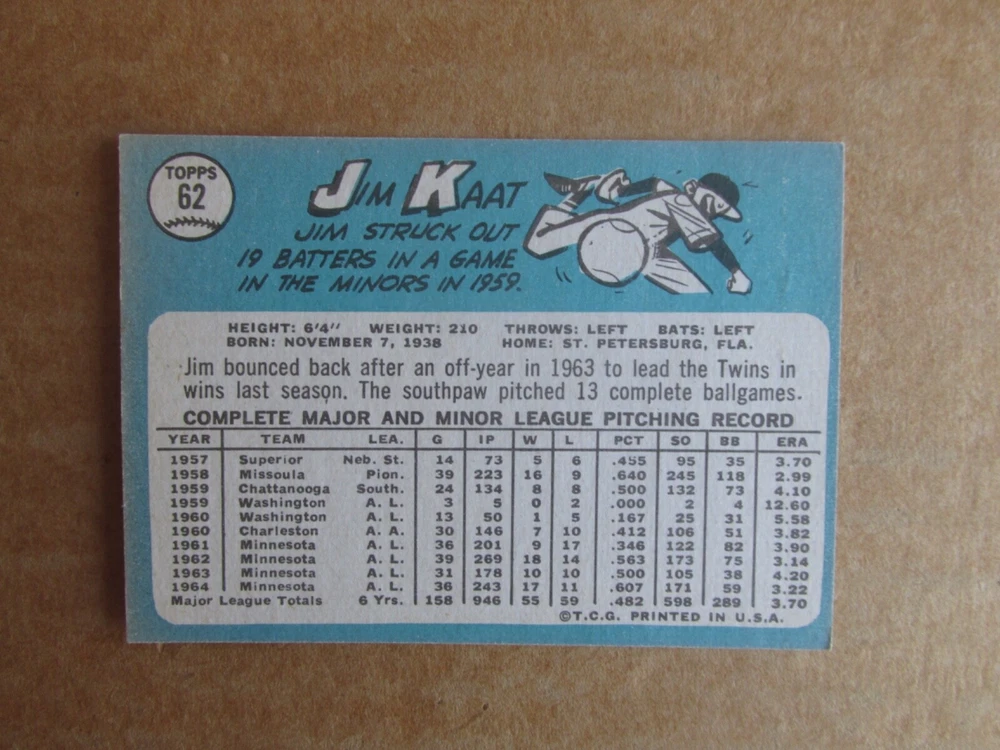 TOPPS
62
JIM KAAT
JIM STRUCK OUT
19 BATTERS IN A GAME
IN THE MINORS IN 1959.
HEIGHT: 6'4" WEIGHT: 210 THROWS: LEFT BATS: LEFT
BORN: NOVEMBER 7, 1938 HOME: ST. PETERSBURG, FLA.
Jim bounced back after an off-year in 1963 to lead the Twins in
wins last season. The southpaw pitched 13 complete ballgames.
COMPLETE MAJOR AND MINOR LEAGUE PITCHING RECORD
YEAR TEAM LEA. G IP W L PCT SO BB ERA
1957 Superior Neb. St. 14 73 5 6 .455 95 35 3.70
1958 Missoula Pion. 39 223 16 9 .640 245 118 2.99
1959 Chattanooga South. 24 134 8 8 .500 132 73 4.10
1959 Washington A. L. 3 5 0 2 .000 2 4 12.60
1960 Washington A. L. 13 50 1 5 .167 25 31 5.58
1960 Charleston A. A. 30 146 7 10 .412 106 51 3.82
1961 Minnesota A. L. 36 201 9 17 .346 122 82 3.90
1962 Minnesota A. L. 39 269 18 14 .563 173 75 3.14
1963 Minnesota A. L. 31 178 10 10 .500 105 38 4.20
1964 Minnesota A. L. 36 243 17 11 .607 171 59 3.22
Major League Totals 6 Yrs. 158 946 55 59 .482 598 289 3.70
©T.C.G. PRINTED IN U.S.A.